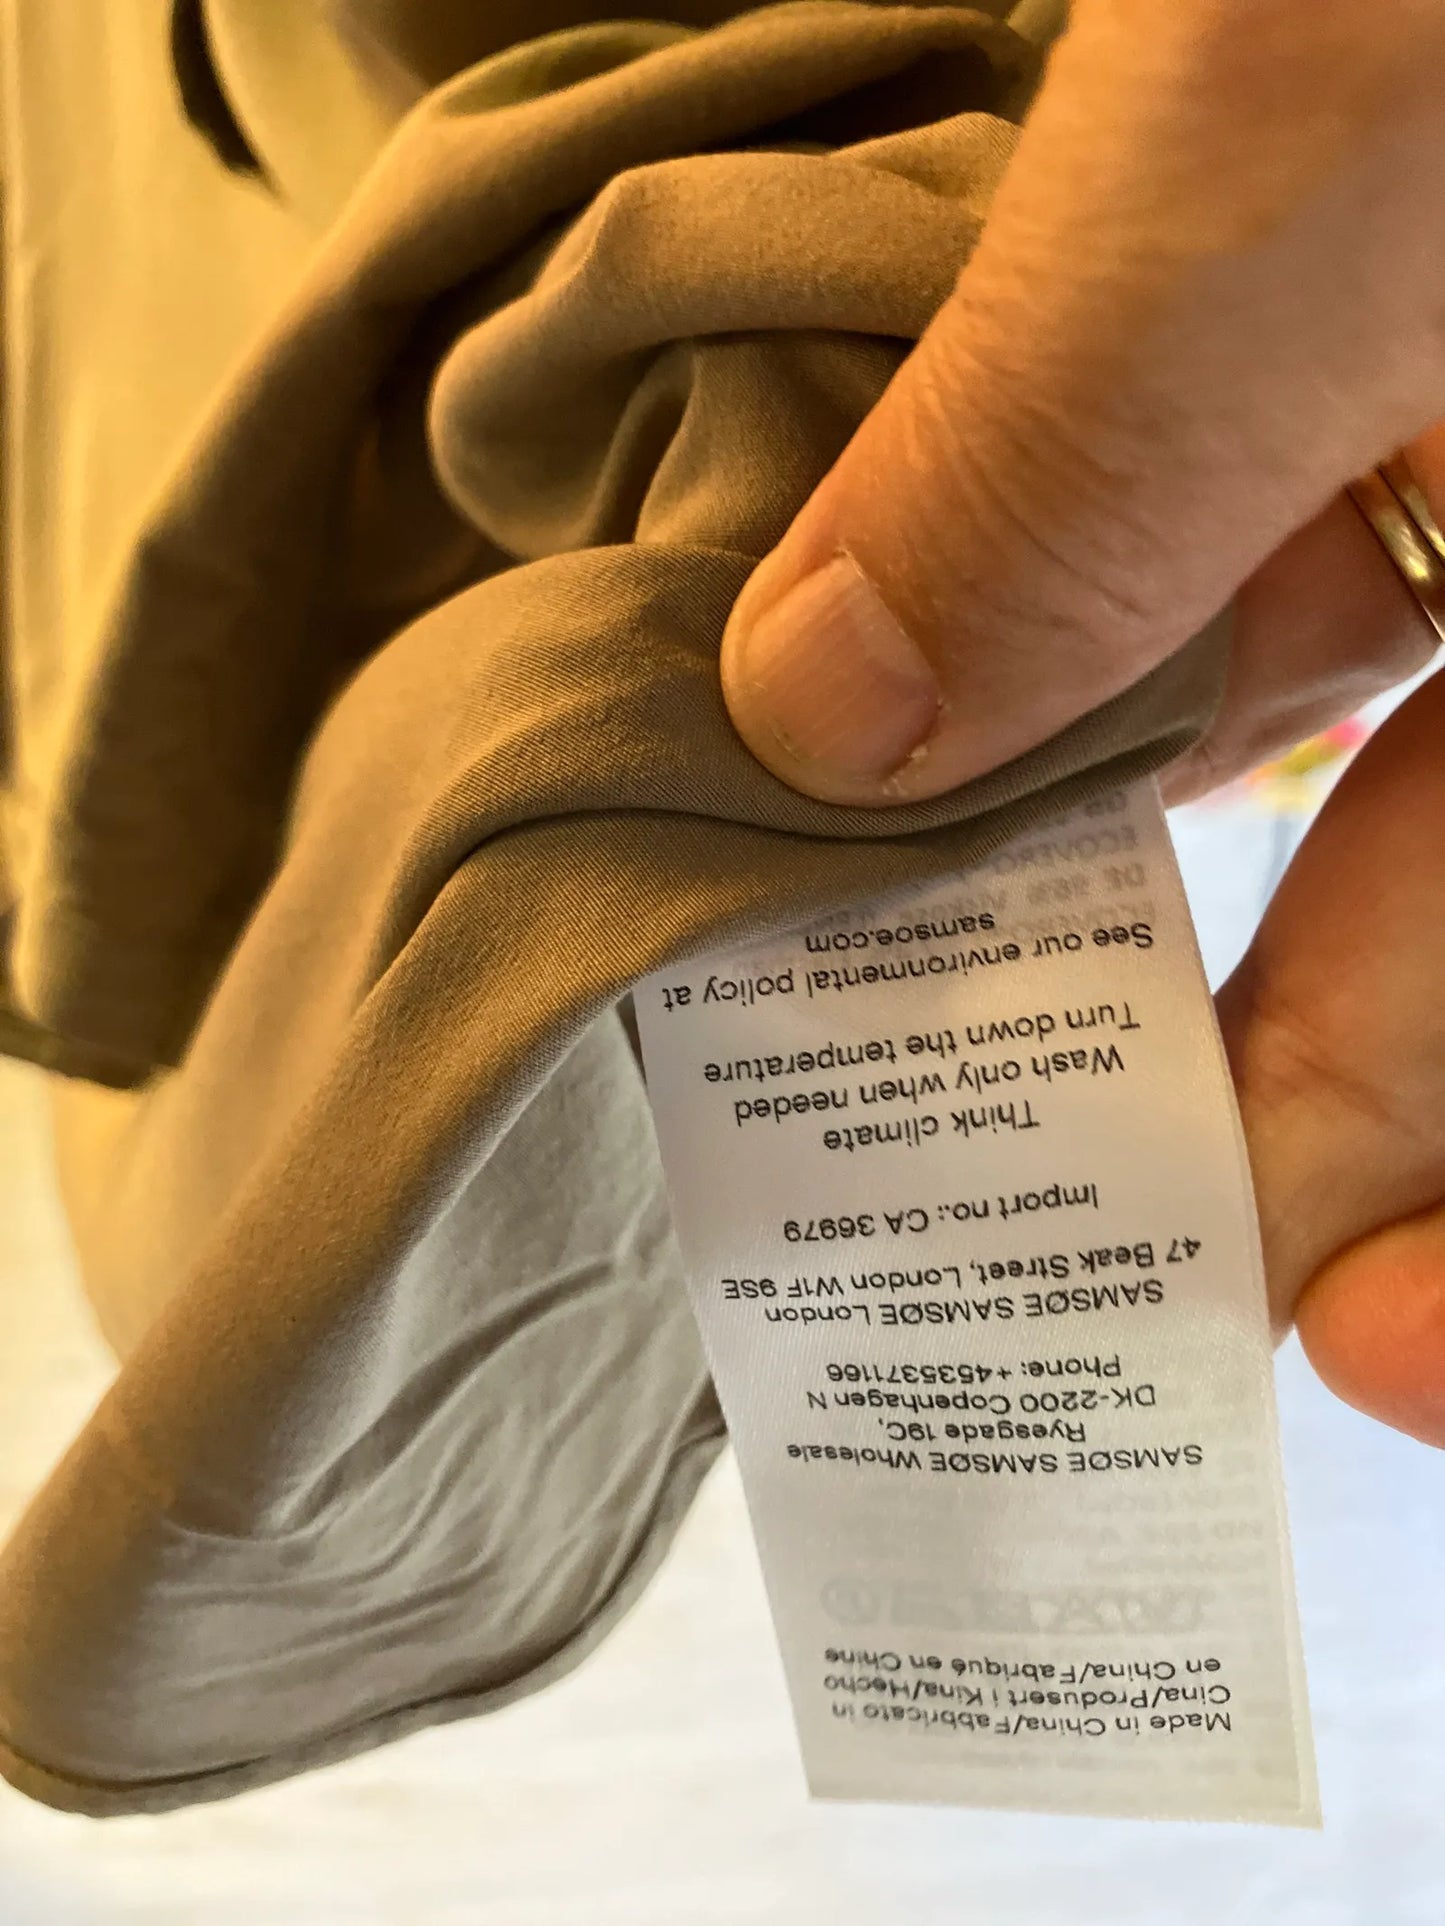 Made in China/Fabbricato in
Cina/Produsert i Kina/Hecho
en China/Fabriqué en Chine
SAMSØE SAMSØE Wholesale
Ryesgade 19C,
DK-2200 Copenhagen N
Phone: +4535371166
SAMSØE SAMSØE London
47 Beak Street, London W1F 9SE
Import no.: CA 36979
Think climate
Wash only when needed
Turn down the temperature
See our environmental policy at
samsoe.com